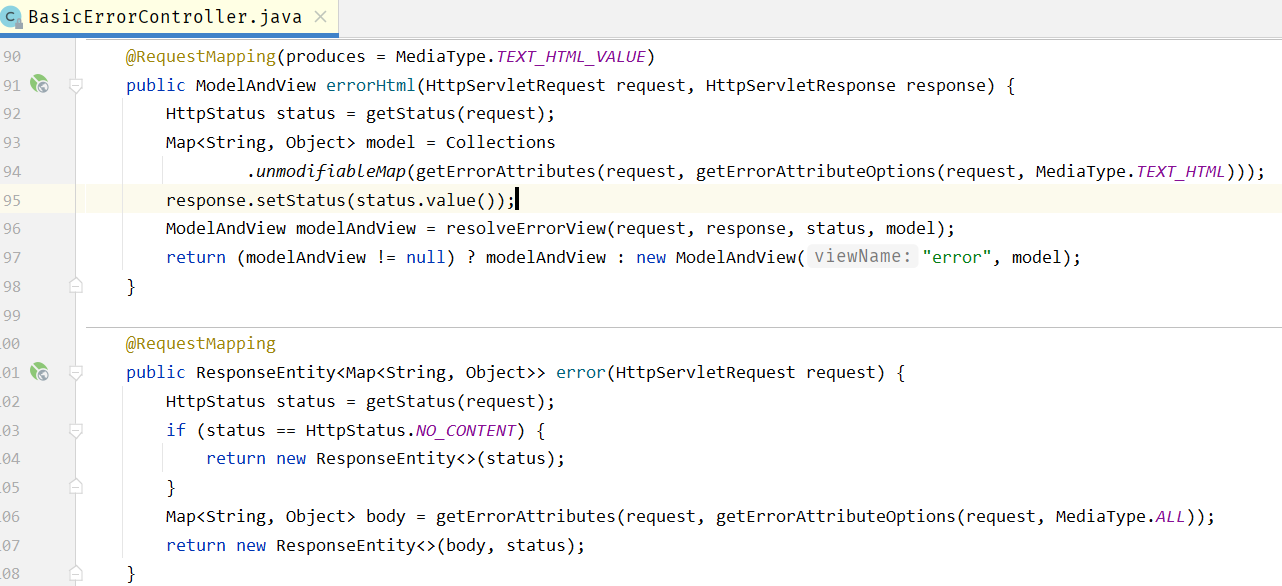 C BasicErrorController.java
90 @RequestMapping(produces = MediaType.TEXT_HTML_VALUE)
91 public ModelAndView errorHtml(HttpServletRequest request, HttpServletResponse response) {
92 HttpStatus status = getStatus(request);
93 Map<String, Object> model = Collections
94 .unmodifiableMap(getErrorAttributes(request, getErrorAttributeOptions(request, MediaType.TEXT_HTML)));
95 response.setStatus(status.value());
96 ModelAndView modelAndView = resolveErrorView(request, response, status, model);
97 return (modelAndView != null) ? modelAndView : new ModelAndView( viewName: "error", model);
98 }
99
00 @RequestMapping
01 public ResponseEntity<Map<String, Object>> error(HttpServletRequest request) {
02 HttpStatus status = getStatus(request);
03 if (status == HttpStatus.NO_CONTENT) {
04 return new ResponseEntity<>(status);
05 }
06 Map<String, Object> body = getErrorAttributes(request, getErrorAttributeOptions(request, MediaType.ALL));
07 return new ResponseEntity<>(body, status);
08 }